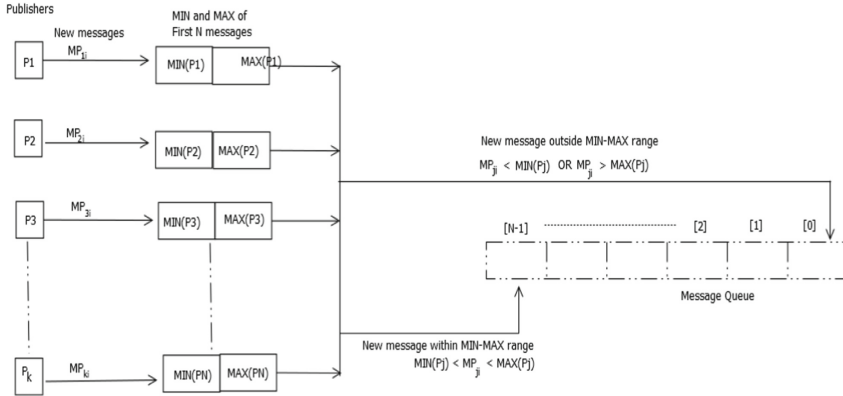 Publishers
New messages
MIN and MAX of
First N messages
P1
MP1i
MIN(P1)
MAX(P1)
P2
MP2i
MIN(P2)
MAX(P2)
New message outside MIN-MAX range
MPji < MIN(Pj) OR MPji > MAX(Pj)
P3
MP3i
MIN(P3)
MAX(P3)
[N-1]
[2]
[1]
[0]
Message Queue
New message within MIN-MAX range
MIN(Pj) < MPji < MAX(Pj)
Pk
MPki
MIN(PN)
MAX(PN)